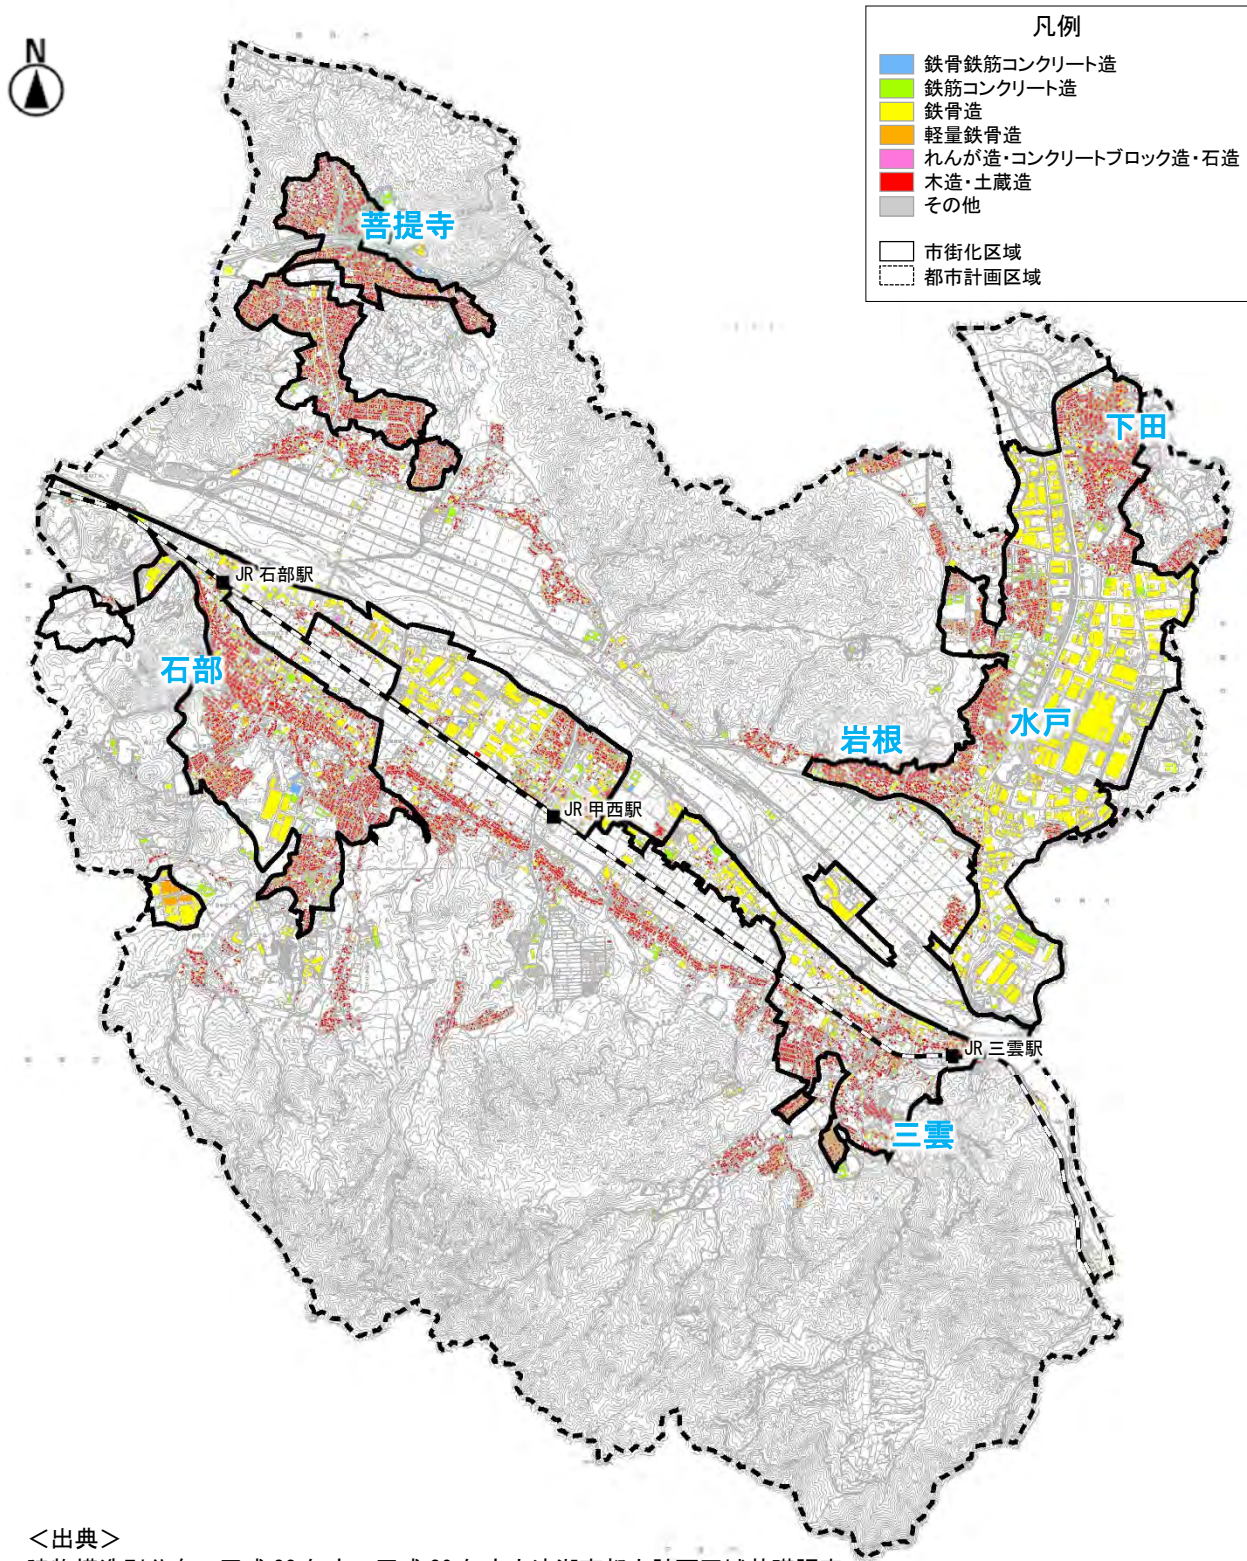 N
凡例
鉄骨鉄筋コンクリート造
鉄筋コンクリート造
鉄骨造
軽量鉄骨造
れんが造・コンクリートブロック造・石造
木造・土蔵造
その他
市街化区域
都市計画区域
菩提寺
下田
JR 石部駅
石部
水戸
岩根
JR 甲西駅
JR 三雲駅
三雲
＜出典＞